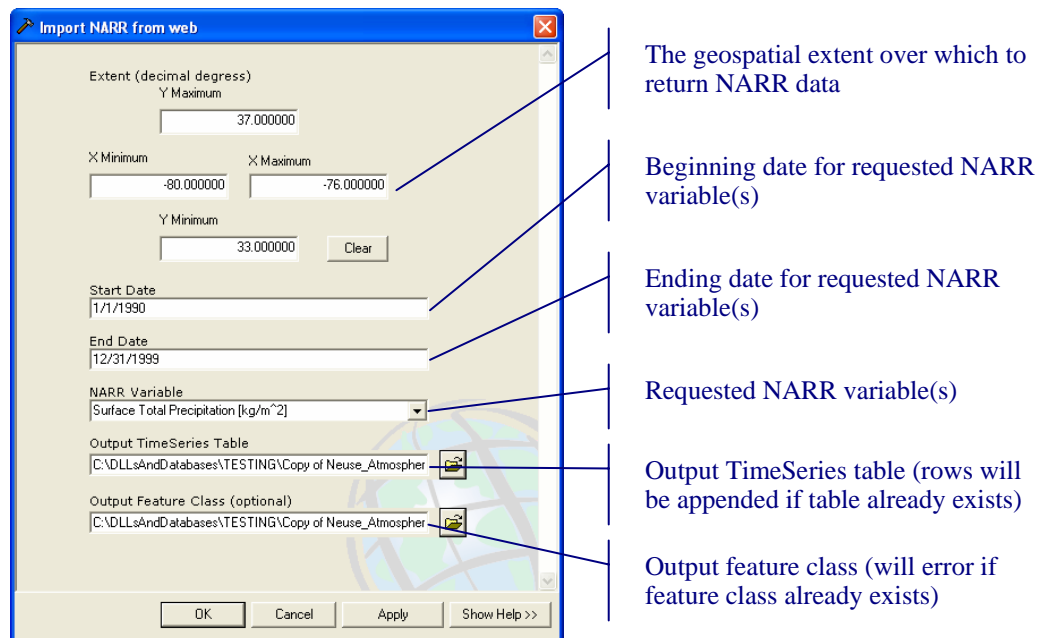 Import NARR from web
Extent (decimal degress)
Y Maximum
37.000000
X Minimum
X Maximum
-80.000000
-76.000000
Y Minimum
33.000000
Clear
Start Date
1/1/1990
End Date
12/31/1999
NARR Variable
Surface Total Precipitation [kg/m^2]
Output TimeSeries Table
C:\DLLsAndDatabases\TESTING\Copy of Neuse_Atmospher
Output Feature Class (optional)
C:\DLLsAndDatabases\TESTING\Copy of Neuse_Atmospher
OK
Cancel
Apply
Show Help >>
The geospatial extent over which to
return NARR data
Beginning date for requested NARR
variable(s)
Ending date for requested NARR
variable(s)
Requested NARR variable(s)
Output TimeSeries table (rows will
be appended if table already exists)
Output feature class (will error if
feature class already exists)